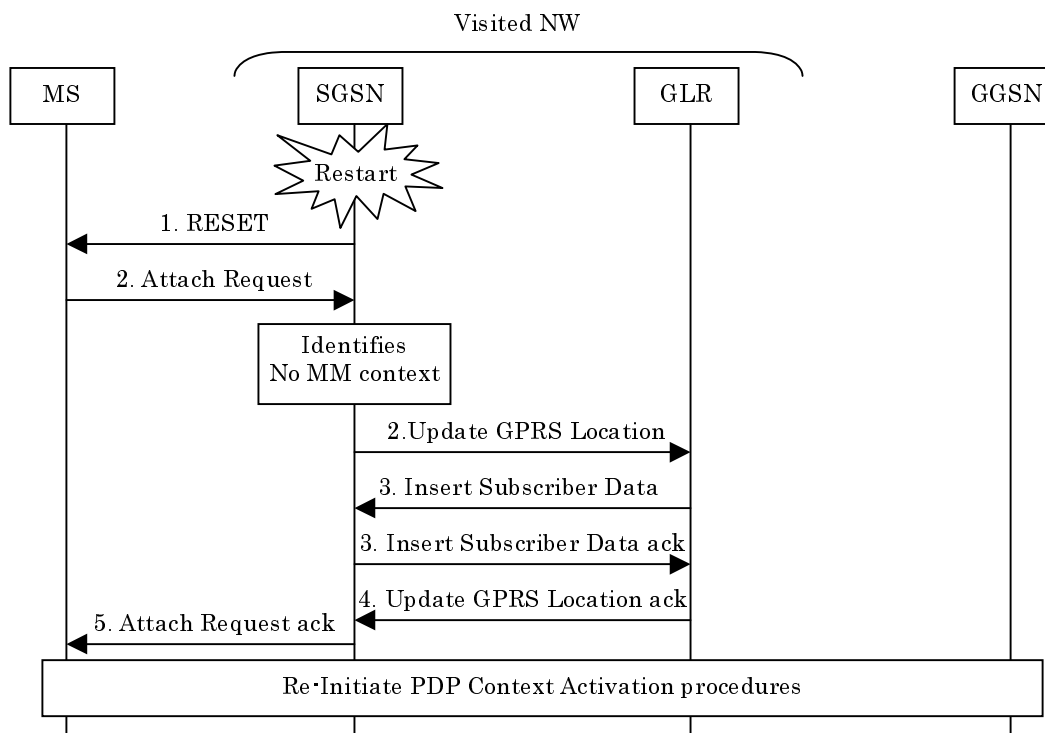 Visited NW
MS
SGSN
GLR
GGSN
Restart
1. RESET
2. Attach Request
Identifies
No MM context
2.Update GPRS Location
3. Insert Subscriber Data
3. Insert Subscriber Data ack
4. Update GPRS Location ack
5. Attach Request ack
Re-Initiate PDP Context Activation procedures